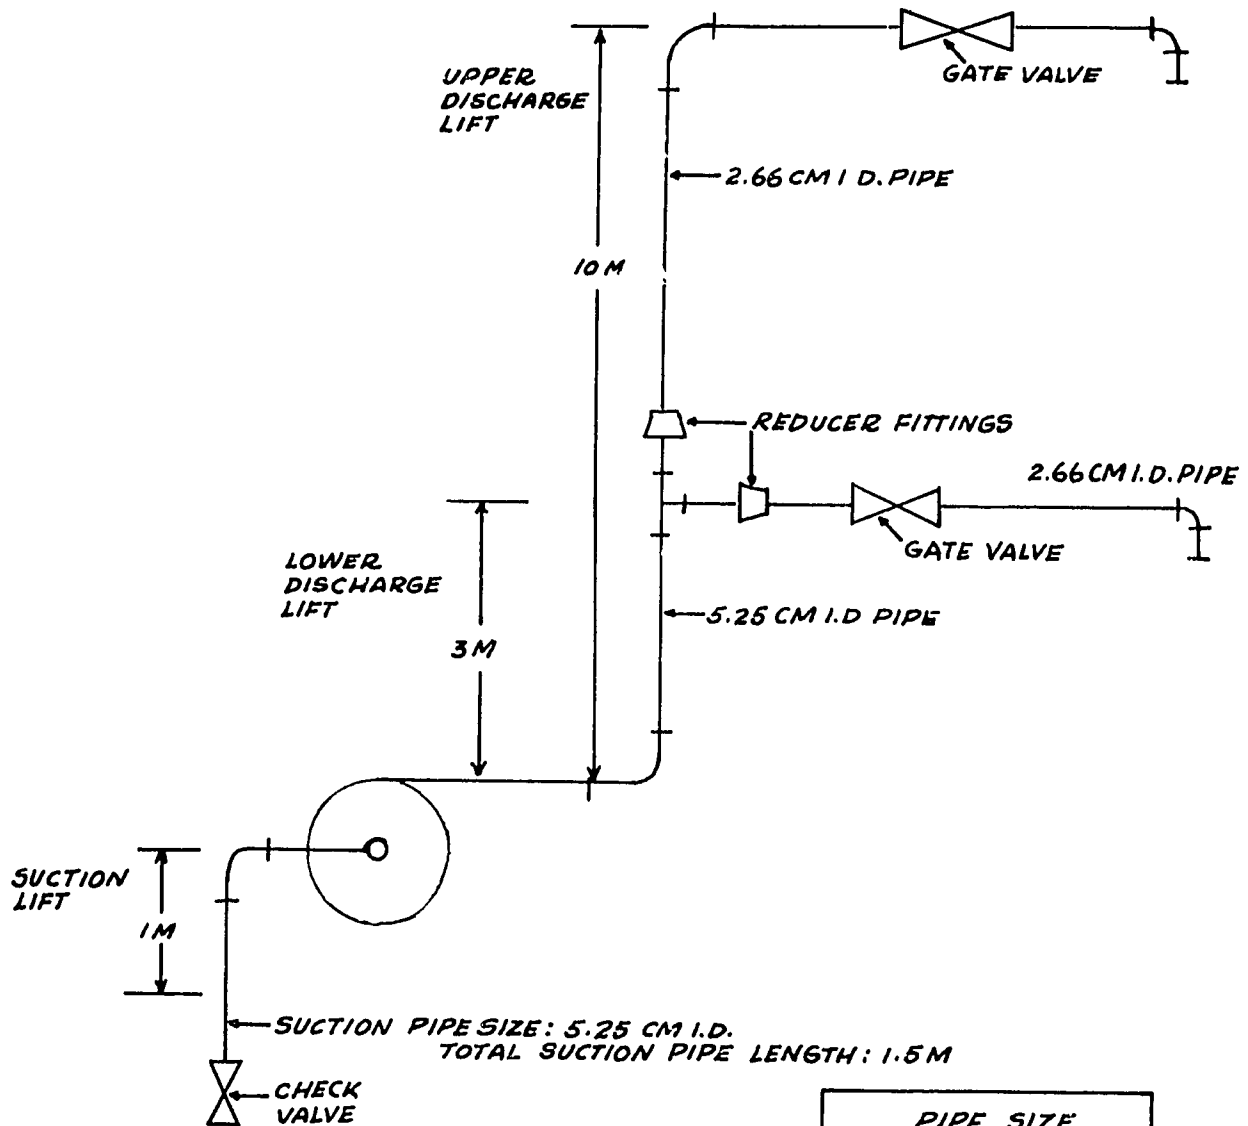 UPPER
DISCHARGE
LIFT
GATE VALVE
2.66 CM I D. PIPE
10 M
REDUCER FITTINGS
2.66 CM I.D. PIPE
GATE VALVE
LOWER
DISCHARGE
LIFT
5.25 CM I.D PIPE
3 M
SUCTION
LIFT
1 M
SUCTION PIPE SIZE: 5.25 CM I.D.
TOTAL SUCTION PIPE LENGTH: 1.5 M
CHECK
VALVE
PIPE SIZE